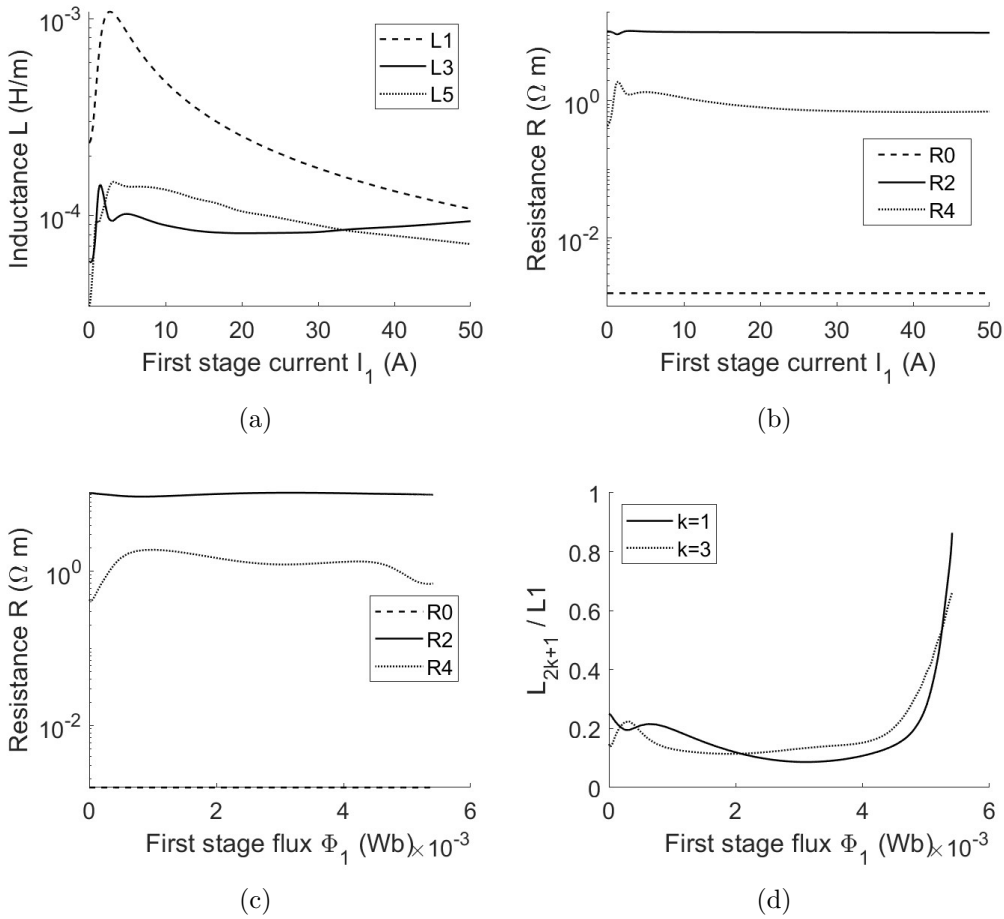 Inductance L (H/m)
10^-3
10^-4
L1
L3
L5
0 10 20 30 40 50
First stage current I_1 (A)
(a)
Resistance R (Ω m)
10^0
10^-2
R0
R2
R4
0 10 20 30 40 50
First stage current I_1 (A)
(b)
Resistance R (Ω m)
10^0
10^-2
R0
R2
R4
0 2 4 6
First stage flux Φ_1 (Wb) ×10^-3
(c)
L_2k+1 / L1
1
0.8
0.6
0.4
0.2
0
k=1
k=3
0 2 4 6
First stage flux Φ_1 (Wb) ×10^-3
(d)